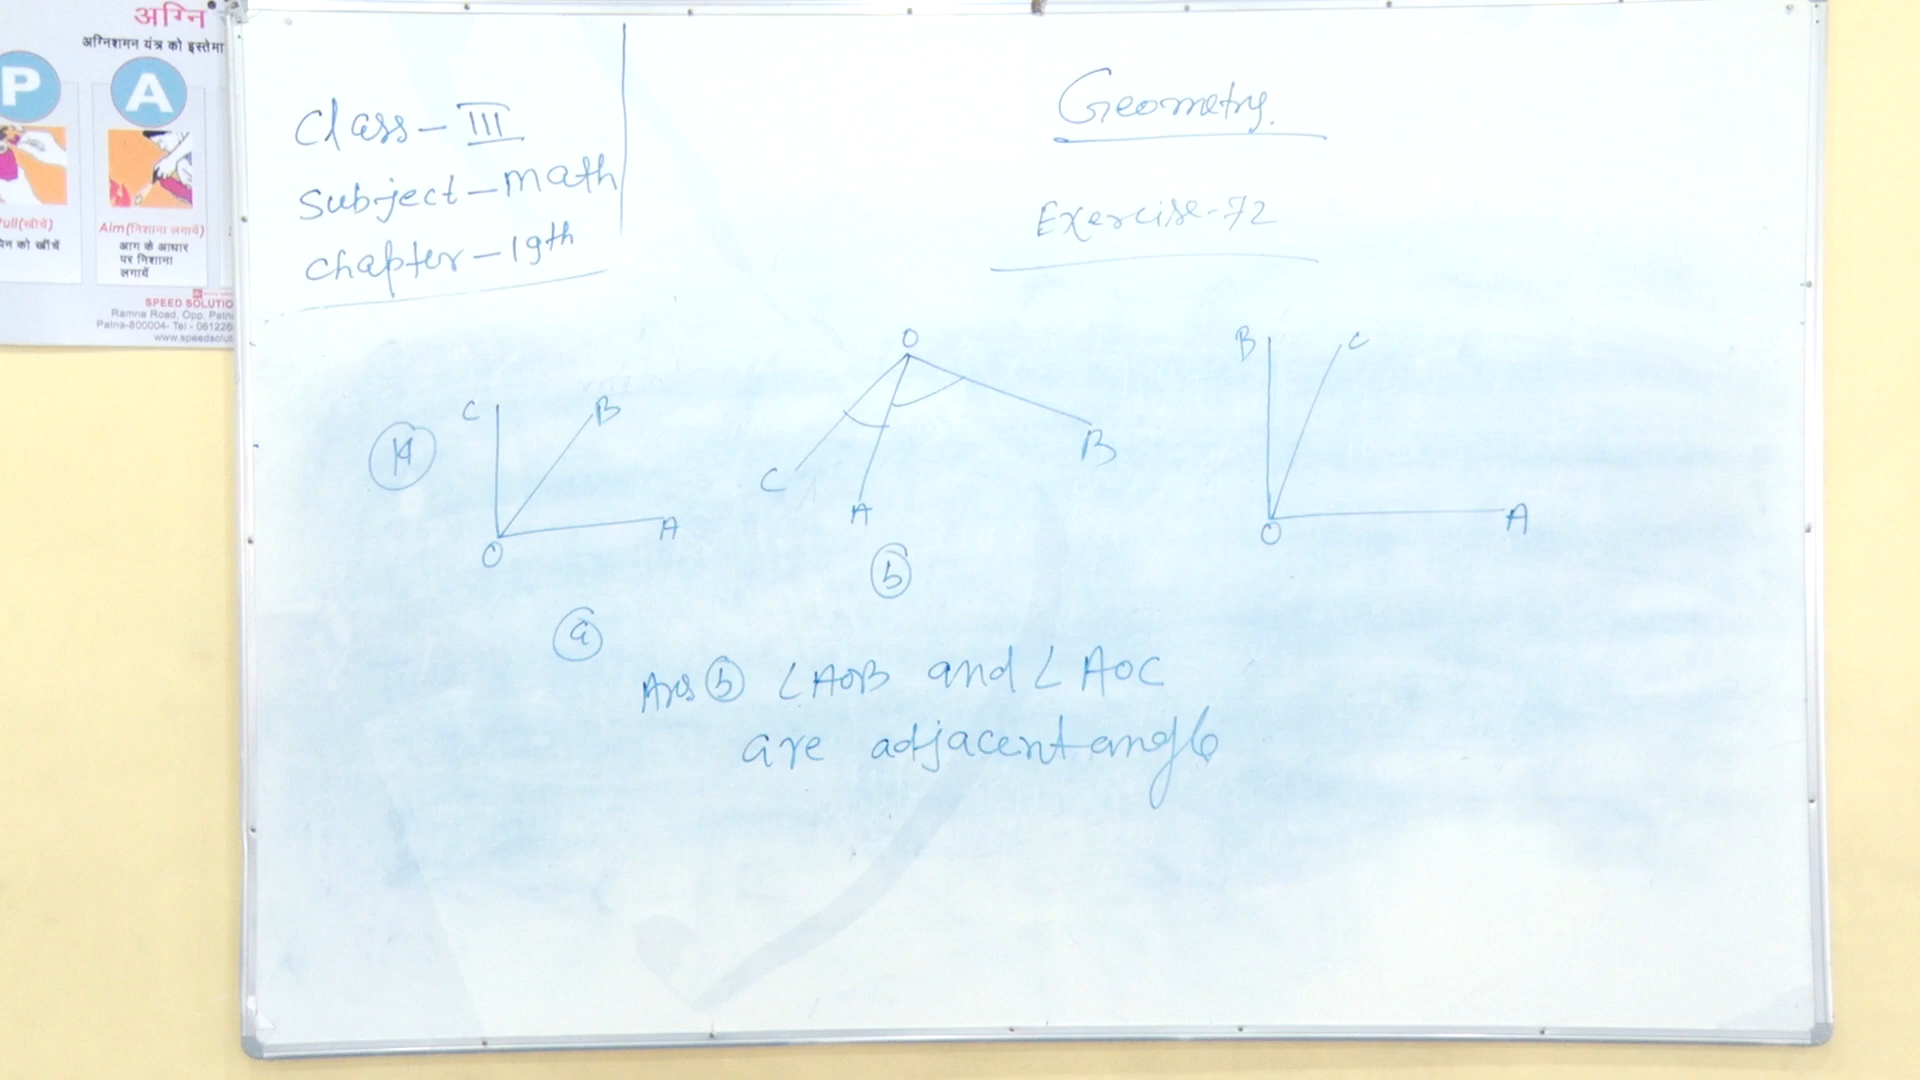 अग्नि
अग्निशमन यंत्र को इस्तेमा
P A
Pull(खींचें) Aim(निशाना लगायें)
पिन को खींचें
आग के आधार
पर निशाना
लगायें
SPEED SOLUTIO
Ramna Road, Opp. Patn
Patna-800004- Tel - 061226
www.speedsolut
Class - III
Subject - math
Chapter - 19th
Geometry.
Exercise-72
C B O A
O C A B
B C O A
b
a
Ans b ∠AOB and ∠AOC
are adjacent angle